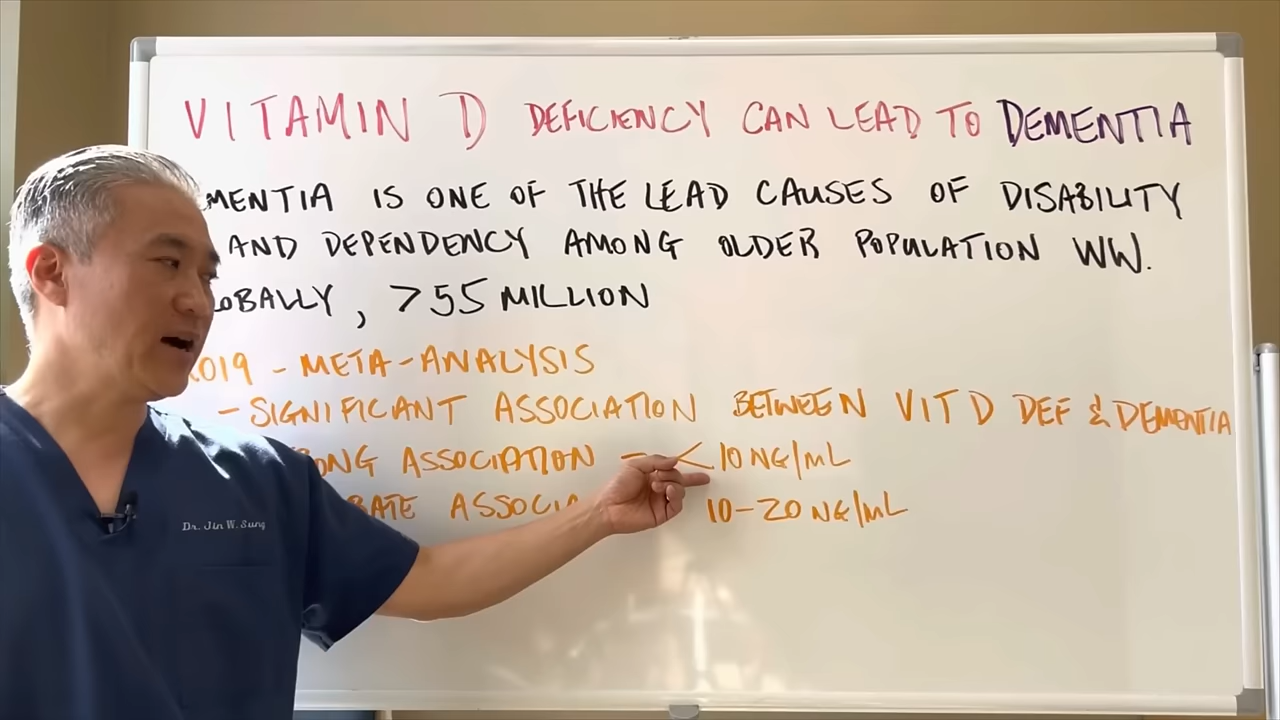 VITAMIN D DEFICIENCY CAN LEAD TO DEMENTIA
MENTIA IS ONE OF THE LEAD CAUSES OF DISABILITY
AND DEPENDENCY AMONG OLDER POPULATION WW.
OBALLY, >55 MILLION
2019 - META-ANALYSIS
- SIGNIFICANT ASSOCIATION BETWEEN VIT D DEF & DEMENTIA
ONG ASSOCIATION - <10 NG/ML
ASSOCI 10-20 NG/ML
Dr. Jin W. Sung